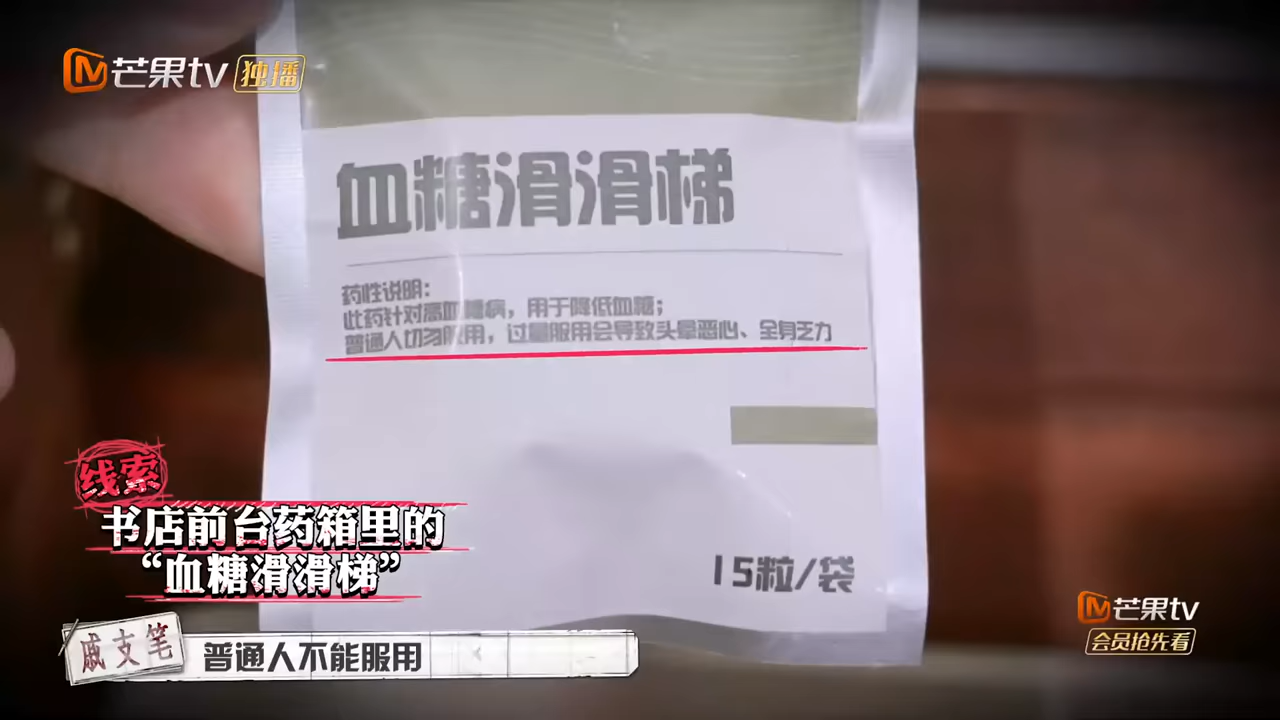 芒果tv 独播
血糖滑滑梯
药性说明：
此药针对高血糖病，用于降低血糖；
普通人切勿服用，过量服用会导致头晕恶心、全身乏力
15粒/袋
线索
书店前台药箱里的
“血糖滑滑梯”
戚支笔 普通人不能服用
芒果tv
会员抢先看